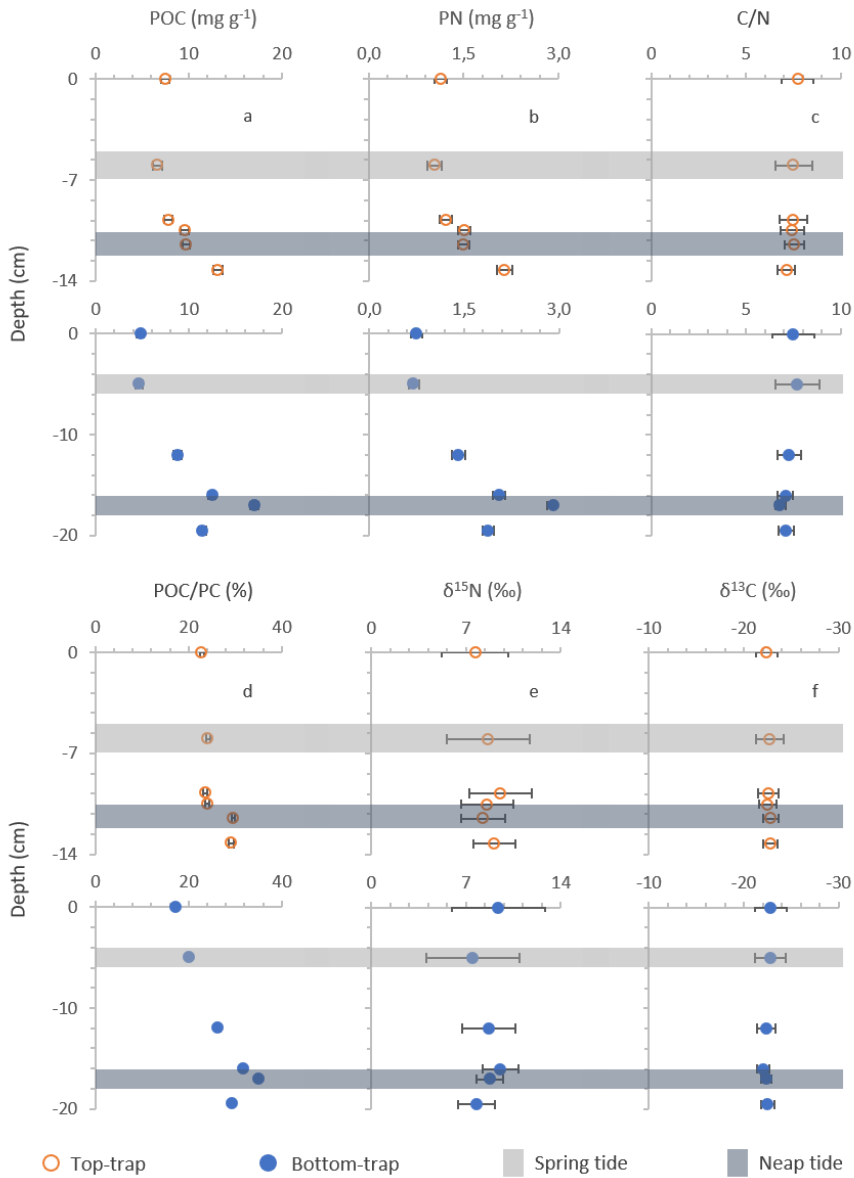 POC (mg g⁻¹) PN (mg g⁻¹) C/N
0 10 20 0,0 1,5 3,0 0 5 10
0
a b c
-7
-14
Depth (cm)
0 10 20 0,0 1,5 3,0 0 5 10
0
-10
-20
POC/PC (%) δ¹⁵N (‰) δ¹³C (‰)
0 20 40 0 7 14 -10 -20 -30
0
d e f
-7
-14
Depth (cm)
0 20 40 0 7 14 -10 -20 -30
0
-10
-20
Top-trap Bottom-trap Spring tide Neap tide